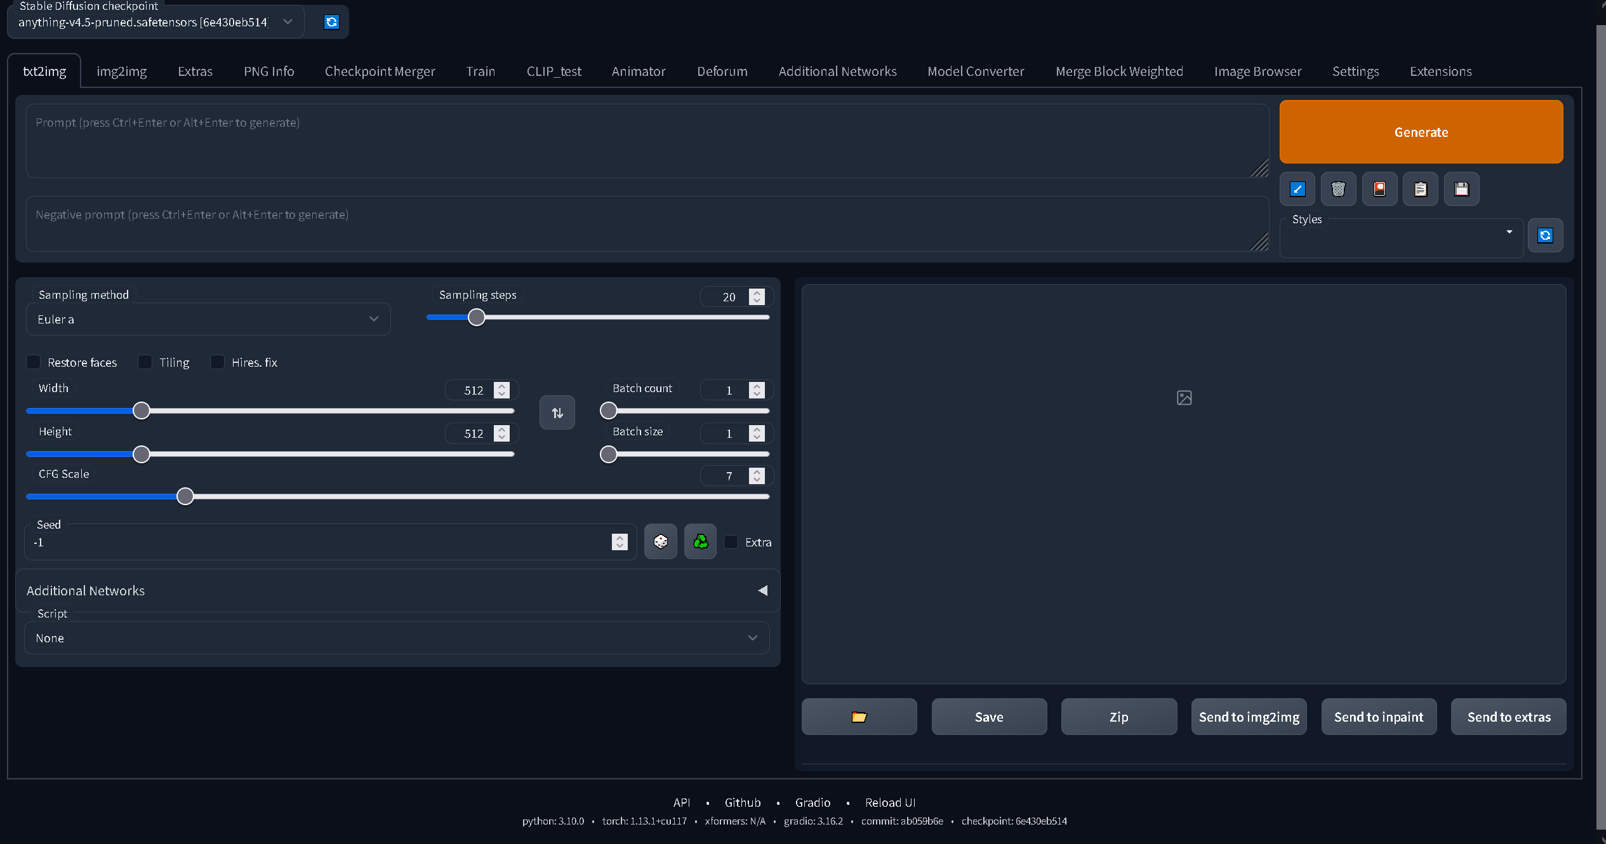 Stable Diffusion checkpoint
anything-v4.5-pruned.safetensors [6e430eb514]
txt2img img2img Extras PNG Info Checkpoint Merger Train CLIP_test Animator Deforum Additional Networks Model Converter Merge Block Weighted Image Browser Settings Extensions
Prompt (press Ctrl+Enter or Alt+Enter to generate)
Generate
Negative prompt (press Ctrl+Enter or Alt+Enter to generate)
Styles
Sampling method
Euler a
Sampling steps 20
Restore faces Tiling Hires. fix
Width 512
Batch count 1
Height 512
Batch size 1
CFG Scale 7
Seed
-1
Extra
Additional Networks
Script
None
Save Zip Send to img2img Send to inpaint Send to extras
API • Github • Gradio • Reload UI
python: 3.10.0 • torch: 1.13.1+cu117 • xformers: N/A • gradio: 3.16.2 • commit: ab059b6e • checkpoint: 6e430eb514